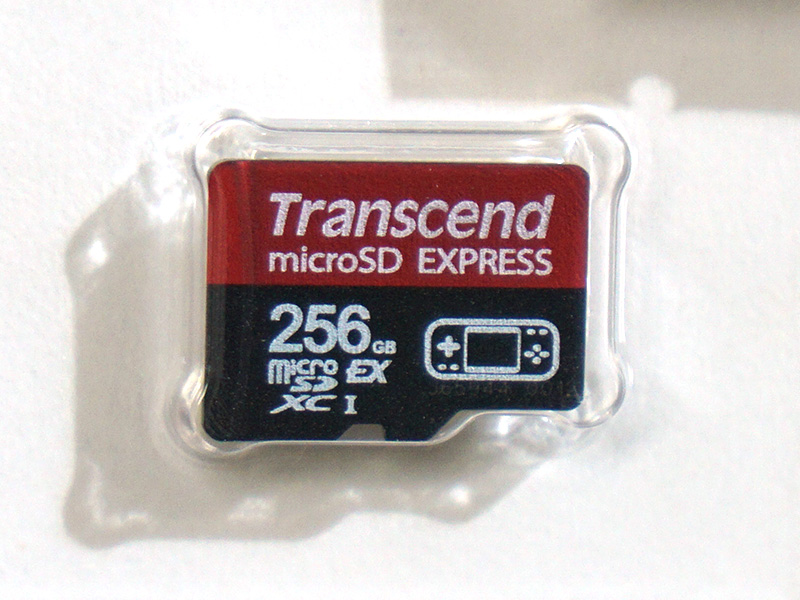 Transcend
microSD EXPRESS
256GB
micro
SD EX
XC I